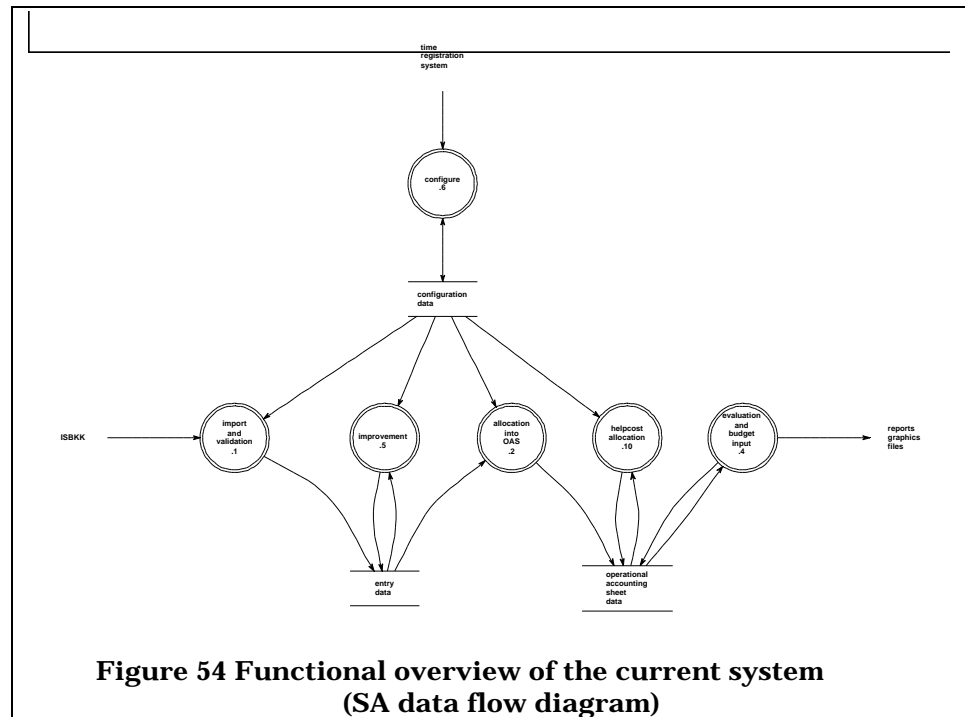 time
registration
system
configure
.6
configuration
data
ISBKK
import
and
validation
.1
improvement
.5
allocation
into
OAS
.2
helpcost
allocation
.10
evaluation
and
budget
input
.4
reports
graphics
files
entry
data
operational
accounting
sheet
data
Figure 54 Functional overview of the current system
(SA data flow diagram)